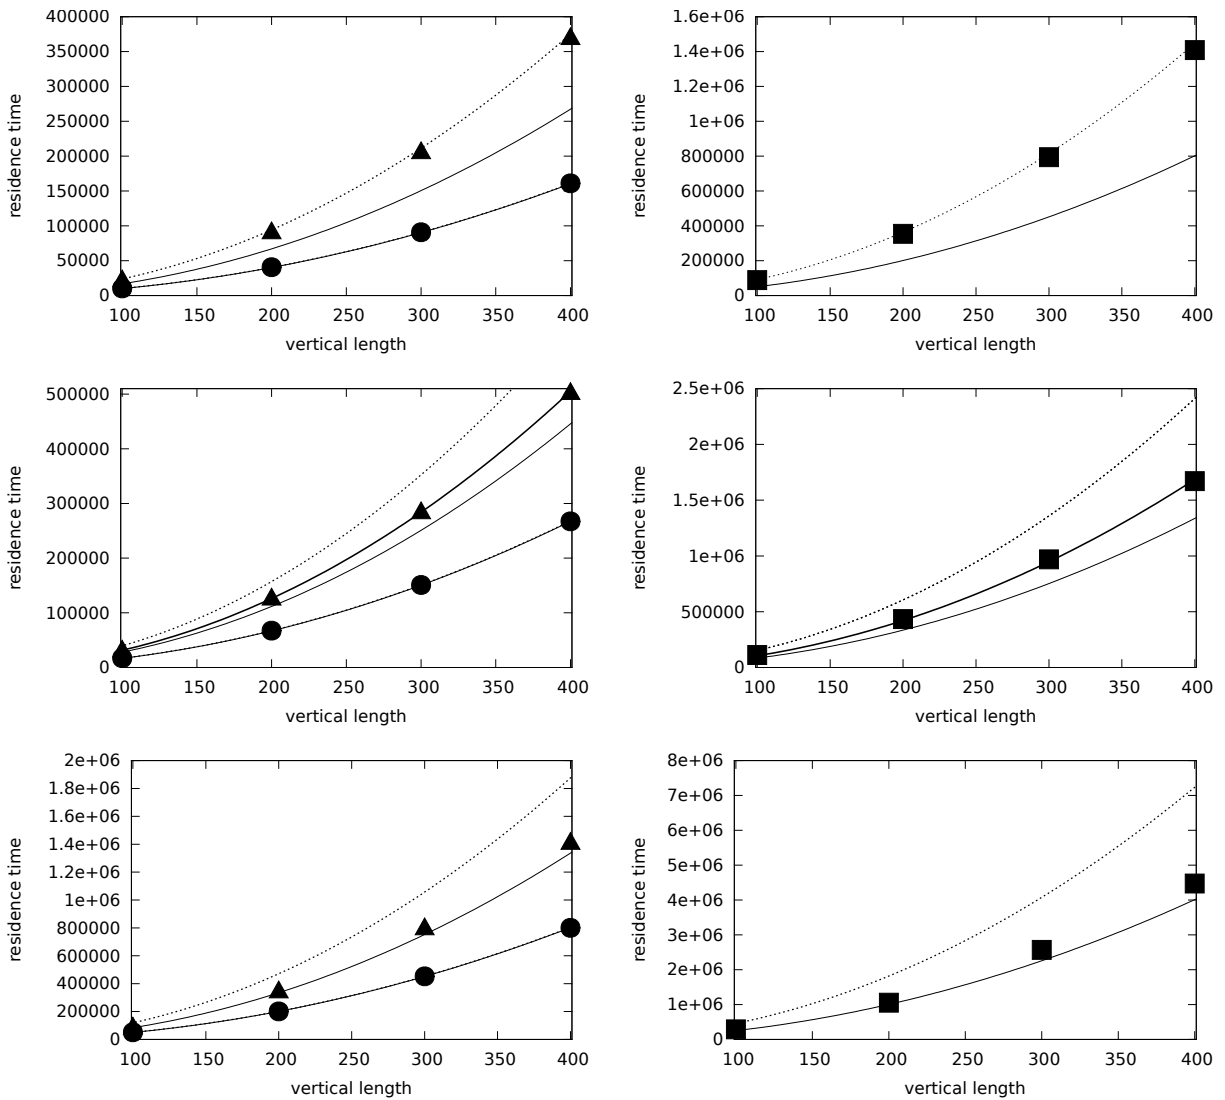 400000
350000
300000
250000
200000
150000
100000
50000
0
100 150 200 250 300 350 400
vertical length
residence time
1.6e+06
1.4e+06
1.2e+06
1e+06
800000
600000
400000
200000
0
100 150 200 250 300 350 400
vertical length
residence time
500000
400000
300000
200000
100000
0
100 150 200 250 300 350 400
vertical length
residence time
2.5e+06
2e+06
1.5e+06
1e+06
500000
0
100 150 200 250 300 350 400
vertical length
residence time
2e+06
1.8e+06
1.6e+06
1.4e+06
1.2e+06
1e+06
800000
600000
400000
200000
0
100 150 200 250 300 350 400
vertical length
residence time
8e+06
7e+06
6e+06
5e+06
4e+06
3e+06
2e+06
1e+06
0
100 150 200 250 300 350 400
vertical length
residence time